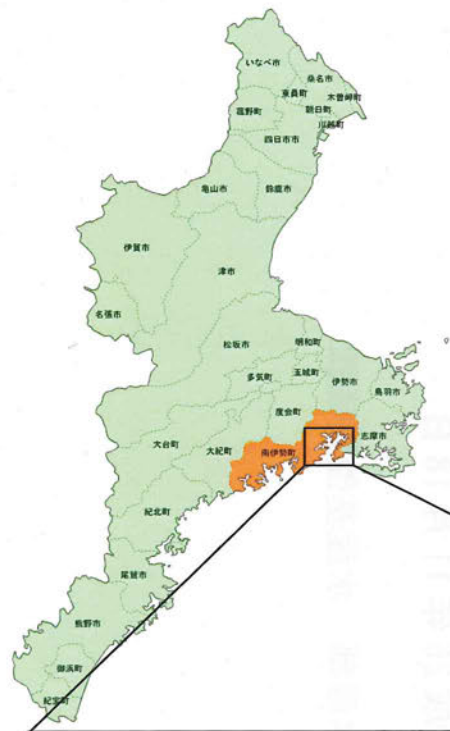 いなべ市
桑名市
東員町
木曽岬町
菰野町
朝日町
川越町
四日市市
亀山市
鈴鹿市
伊賀市
津市
名張市
松坂市
明和町
多気町
玉城町
伊勢市
鳥羽市
度会町
志摩市
大台町
大紀町
南伊勢町
紀北町
尾鷲市
熊野市
御浜町
紀宝町